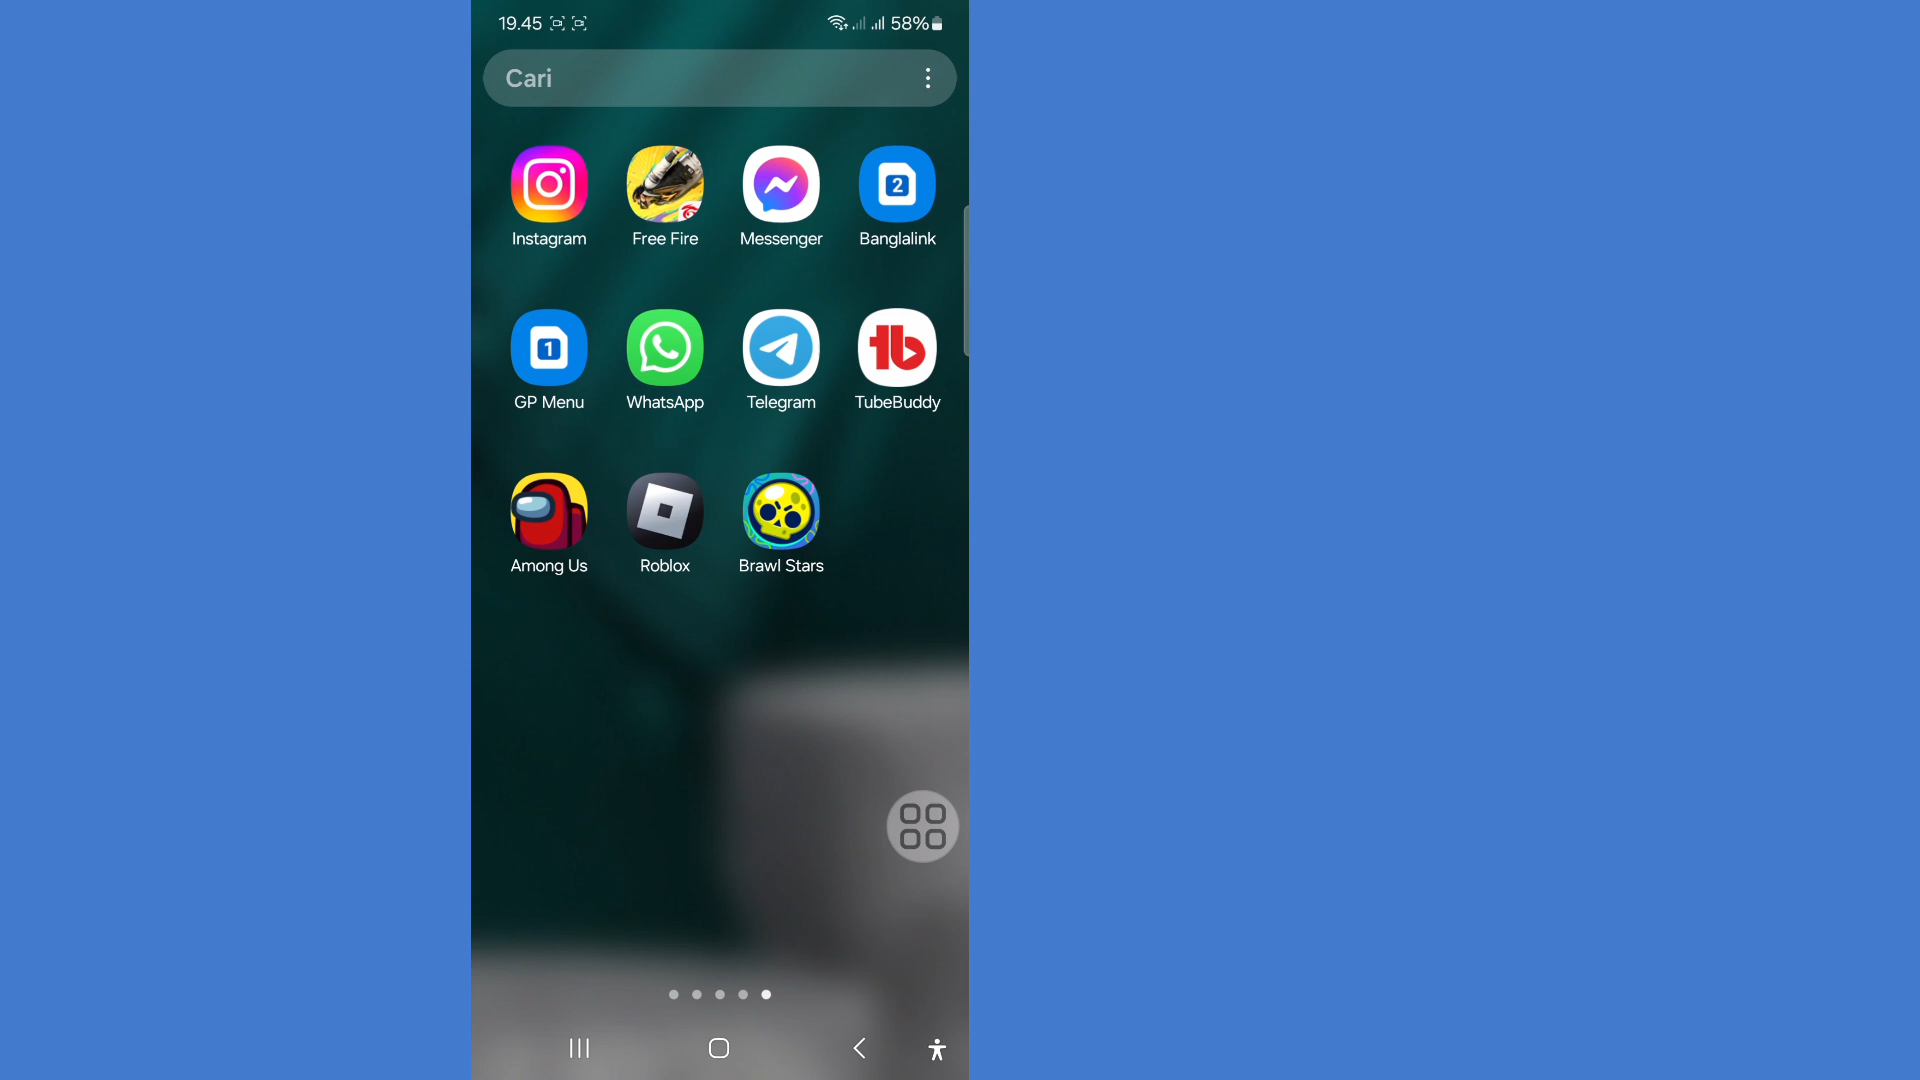 19.45 58%
Cari
Instagram Free Fire Messenger Banglalink
2
1
GP Menu WhatsApp Telegram TubeBuddy
Among Us Roblox Brawl Stars